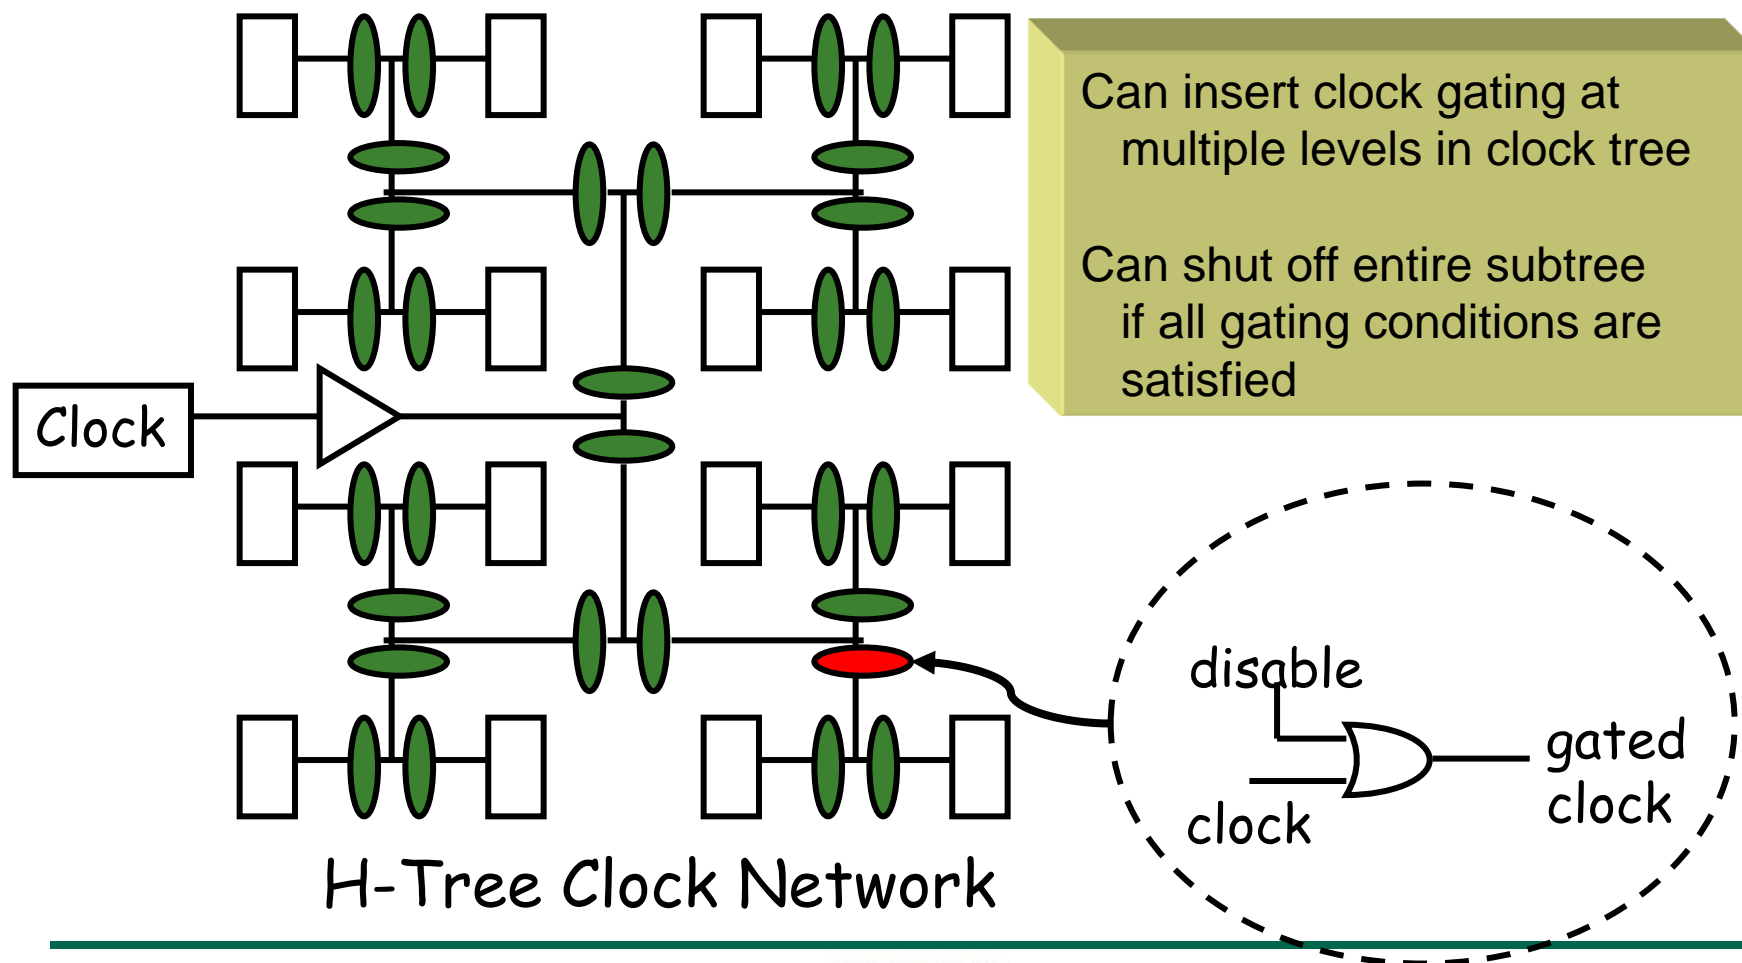 Can insert clock gating at
multiple levels in clock tree
Can shut off entire subtree
if all gating conditions are
satisfied
Clock
disable
gated
clock
clock
H-Tree Clock Network